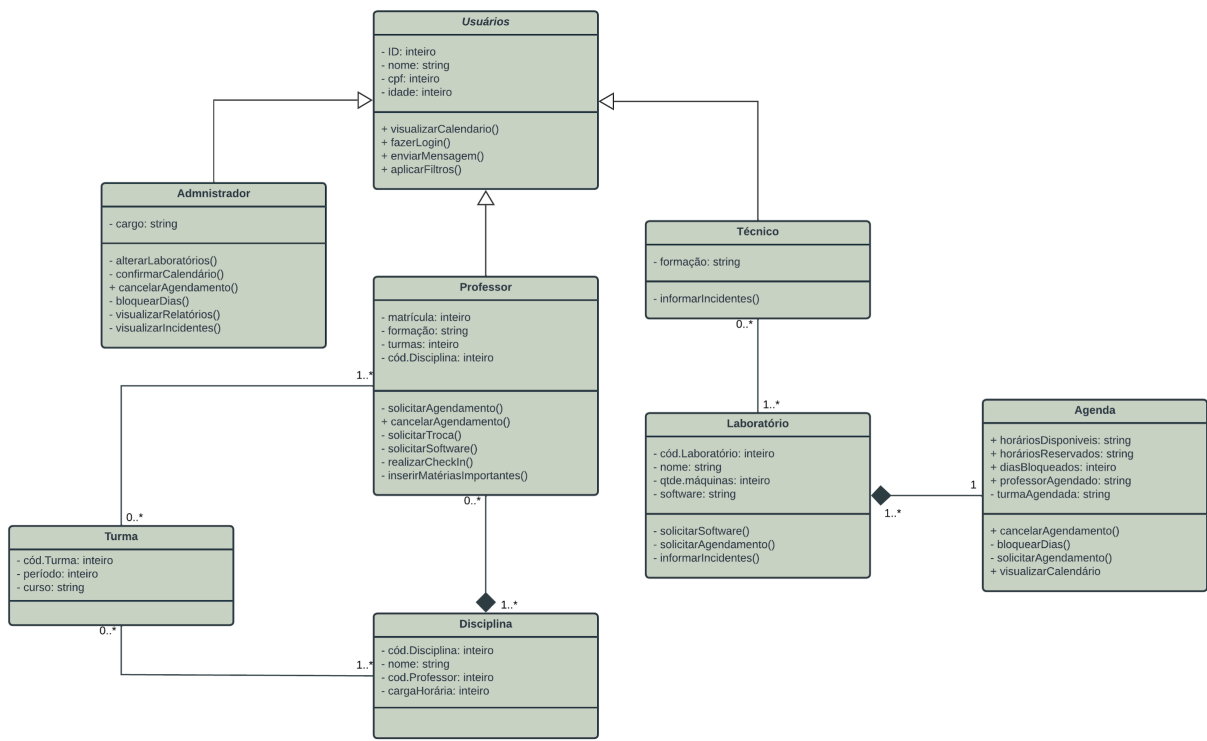 Usuários
- ID: inteiro
- nome: string
- cpf: inteiro
- idade: inteiro
+ visualizarCalendario()
+ fazerLogin()
+ enviarMensagem()
+ aplicarFiltros()
Admnistrador
- cargo: string
- alterarLaboratórios()
- confirmarCalendário()
+ cancelarAgendamento()
- bloquearDias()
- visualizarRelatórios()
- visualizarIncidentes()
Técnico
- formação: string
- informarIncidentes()
0..*
1..*
Professor
- matrícula: inteiro
- formação: string
- turmas: inteiro
- cód.Disciplina: inteiro
- solicitarAgendamento()
+ cancelarAgendamento()
- solicitarTroca()
- solicitarSoftware()
- realizarCheckIn()
- inserirMatériasImportantes()
1..*
0..*
0..*
1..*
Laboratório
- cód.Laboratório: inteiro
- nome: string
- qtde.máquinas: inteiro
- software: string
- solicitarSoftware()
- solicitarAgendamento()
- informarIncidentes()
1..*
1
Agenda
+ horáriosDisponiveis: string
+ horáriosReservados: string
+ diasBloqueados: inteiro
+ professorAgendado: string
- turmaAgendada: string
+ cancelarAgendamento()
- bloquearDias()
- solicitarAgendamento()
+ visualizarCalendário
Turma
- cód.Turma: inteiro
- período: inteiro
- curso: string
0..*
1..*
Disciplina
- cód.Disciplina: inteiro
- nome: string
- cod.Professor: inteiro
- cargaHorária: inteiro